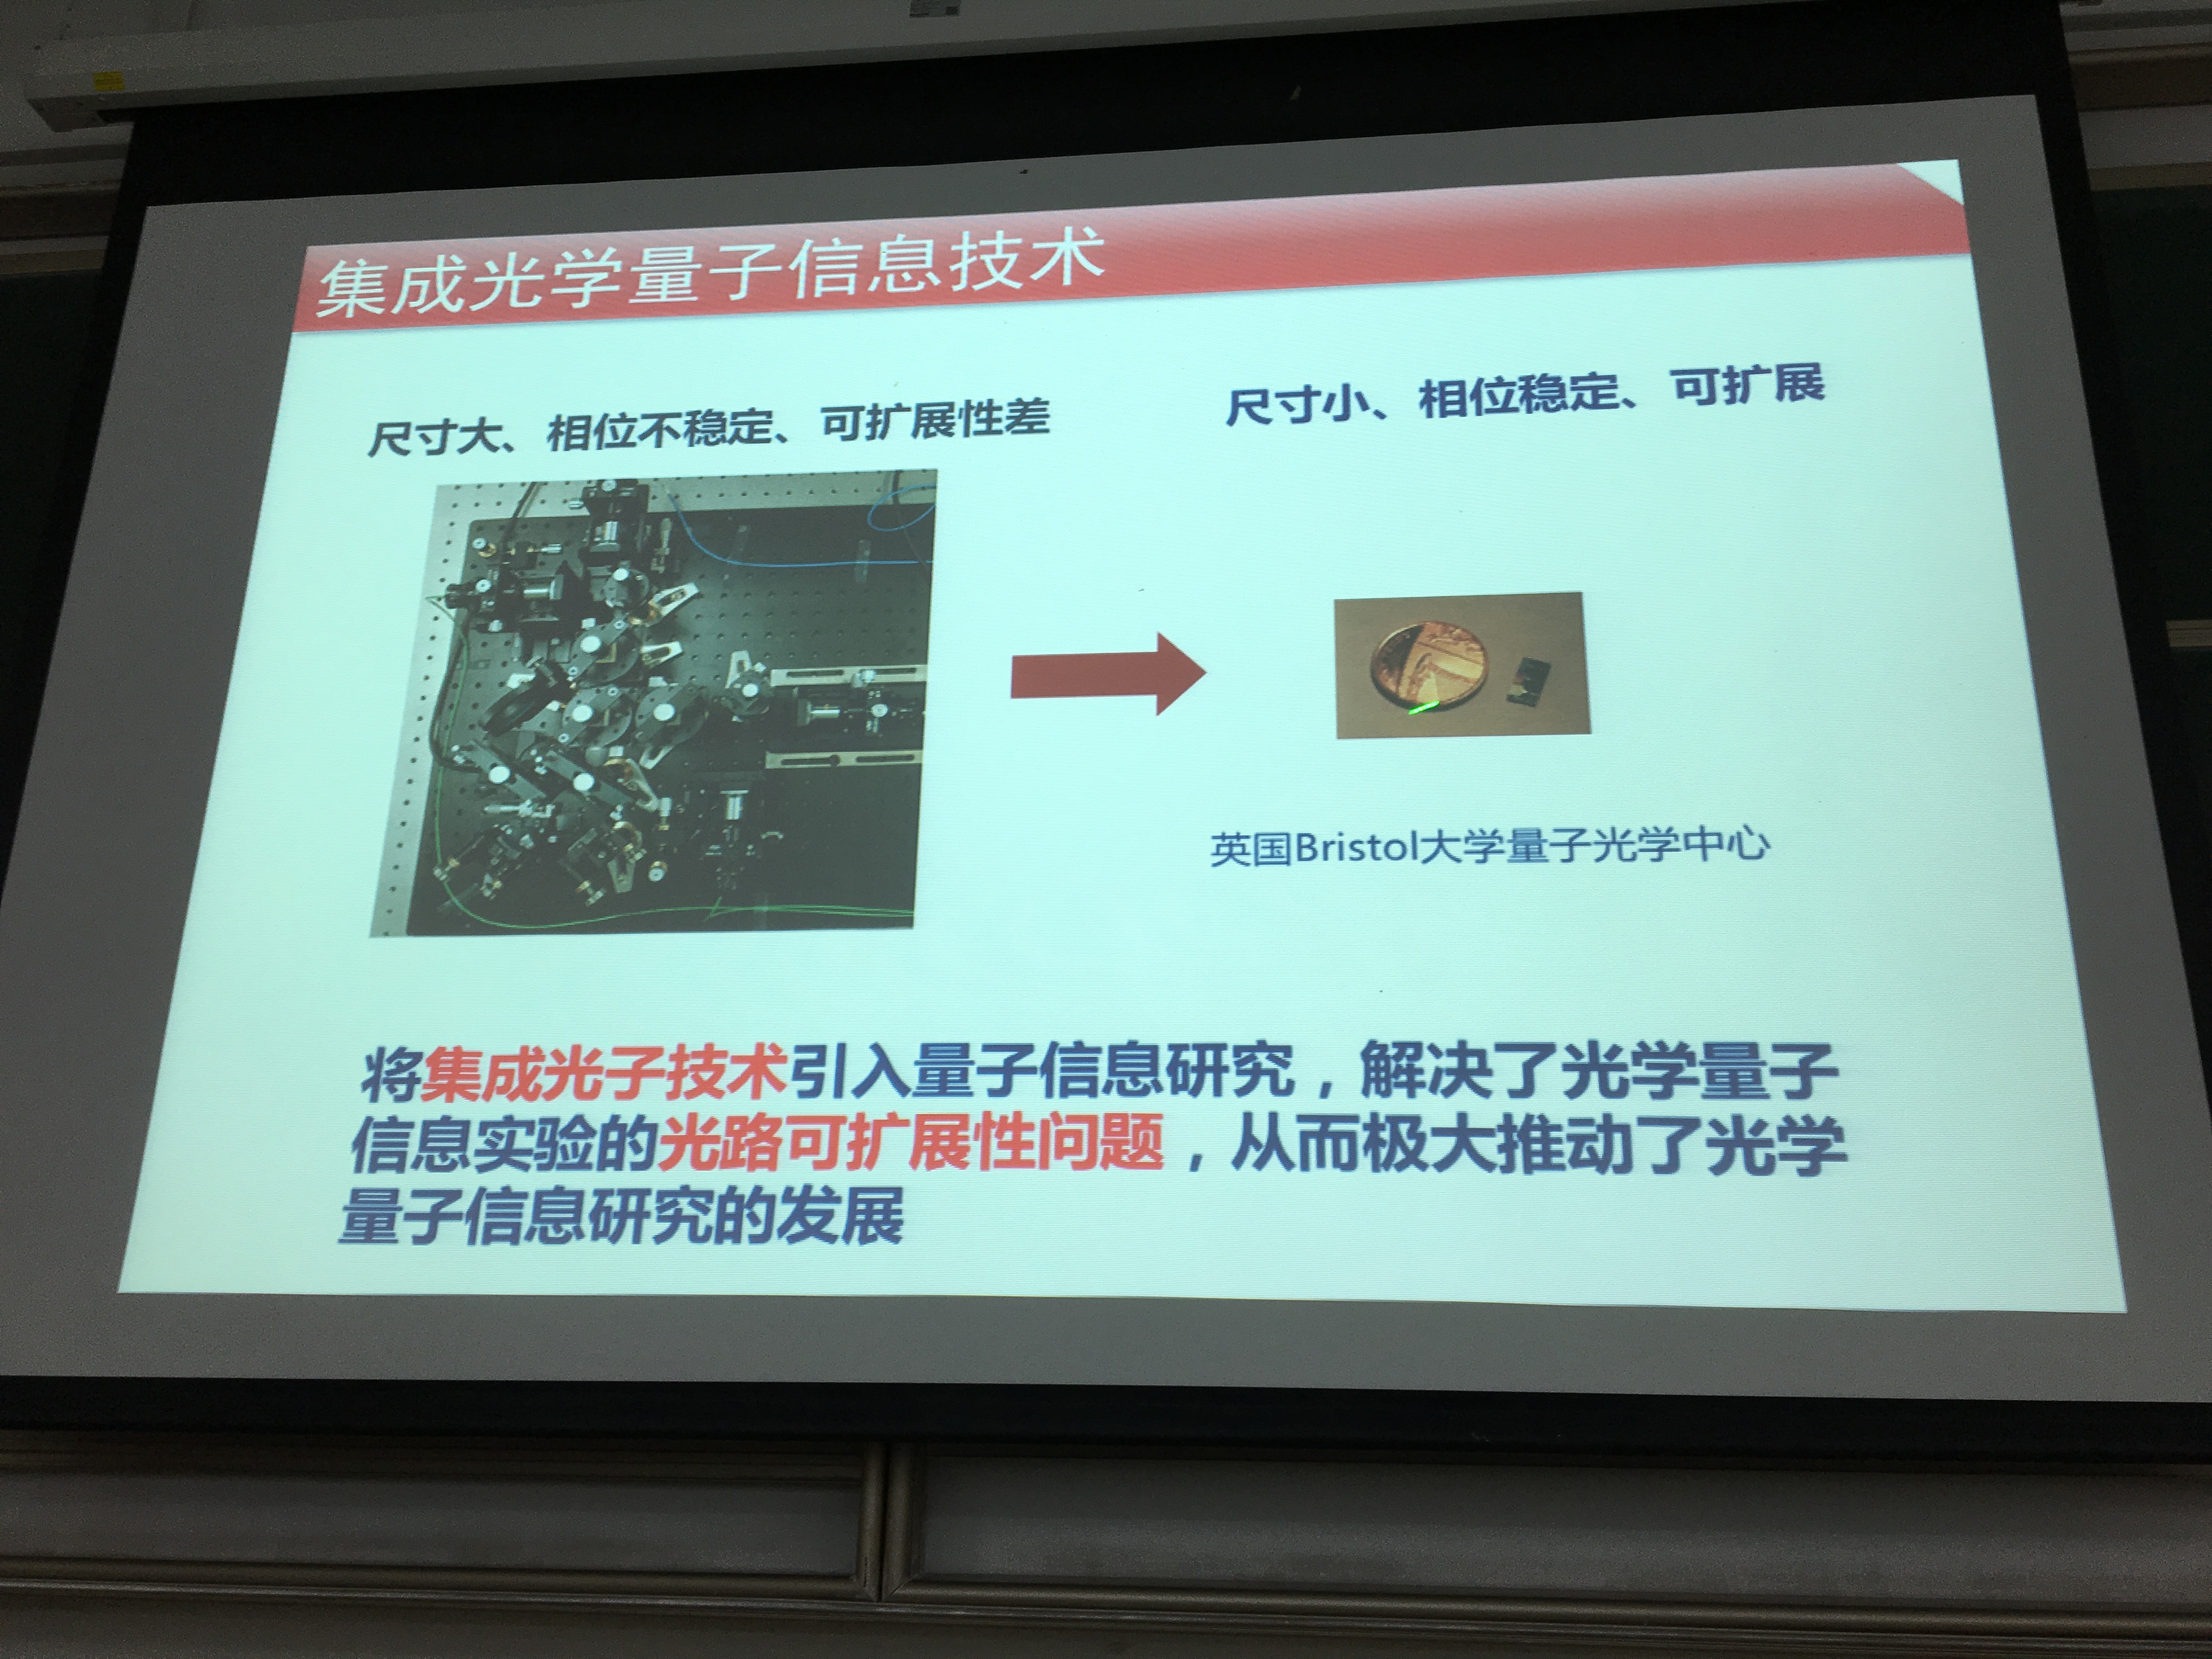 集成光学量子信息技术
尺寸大、相位不稳定、可扩展性差
尺寸小、相位稳定、可扩展
英国Bristol大学量子光学中心
将集成光子技术引入量子信息研究，解决了光学量子
信息实验的光路可扩展性问题，从而极大推动了光学
量子信息研究的发展